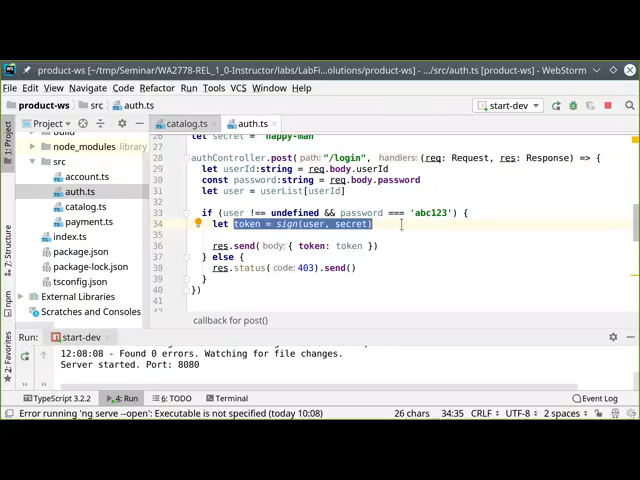 product-ws [~/tmp/Seminar/WA2778-REL_1_0-Instructor/labs/LabFi...olutions/product-ws] - .../src/auth.ts [product-ws] - WebStorm
File Edit View Navigate Code Refactor Run Tools VCS Window Help
product-ws src auth.ts start-dev
1: Project
7: Structure
npm
2: Favorites
Project
build
node_modules library
src
account.ts
auth.ts
catalog.ts
payment.ts
index.ts
package.json
package-lock.json
tsconfig.json
External Libraries
Scratches and Consoles
catalog.ts auth.ts
26 let secret = "happy-man"
27
28 authController.post( path: "/login", handlers: (req: Request, res: Response) => {
29 let userId:string = req.body.userId
30 const password:string = req.body.password
31 let user = userList[userId]
32
33 if (user !== undefined && password === 'abc123') {
34 let token = sign(user, secret)
35
36 res.send( body: { token: token })
37 } else {
38 res.status( code: 403).send()
39 }
40 })
41
callback for post()
Run: start-dev
12:08:08 - Found 0 errors. Watching for file changes.
Server started. Port: 8080
TypeScript 3.2.2 4: Run 6: TODO Terminal Event Log
Error running 'ng serve --open': Executable is not specified (today 10:08) 26 chars 34:35 CRLF UTF-8 2 spaces